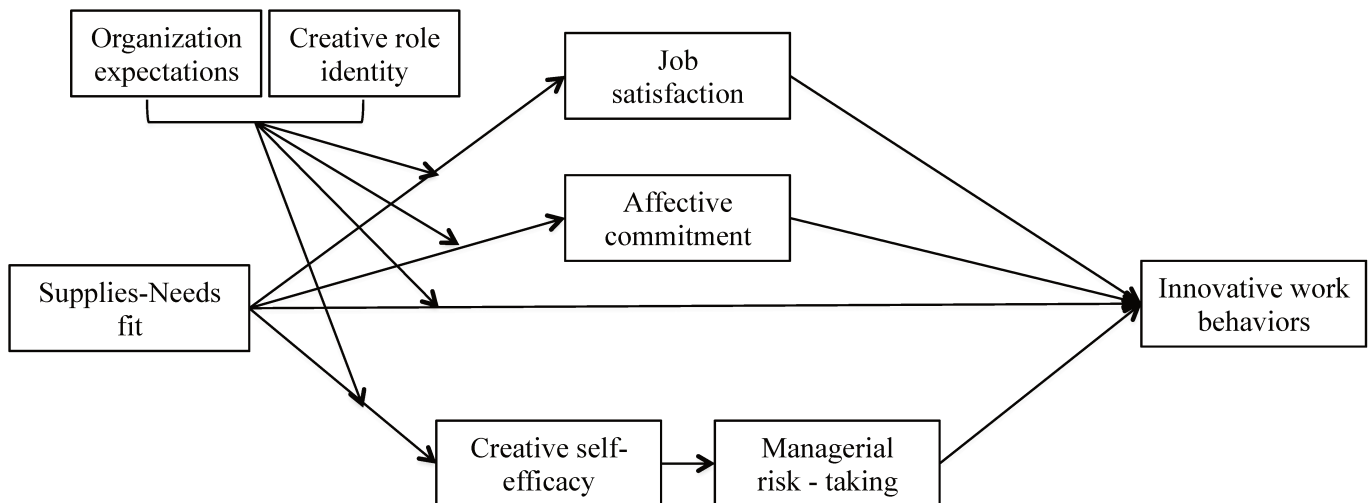 Organization
expectations
Creative role
identity
Job
satisfaction
Affective
commitment
Supplies-Needs
fit
Innovative work
behaviors
Creative self-
efficacy
Managerial
risk - taking